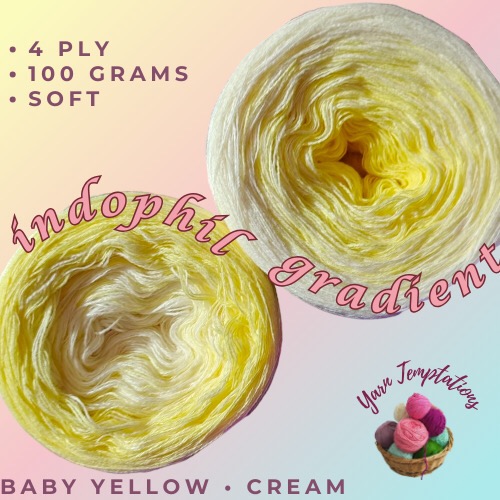 • 4 PLY
• 100 GRAMS
• SOFT
indophil gradient
Yarn Temptations
BABY YELLOW • CREAM